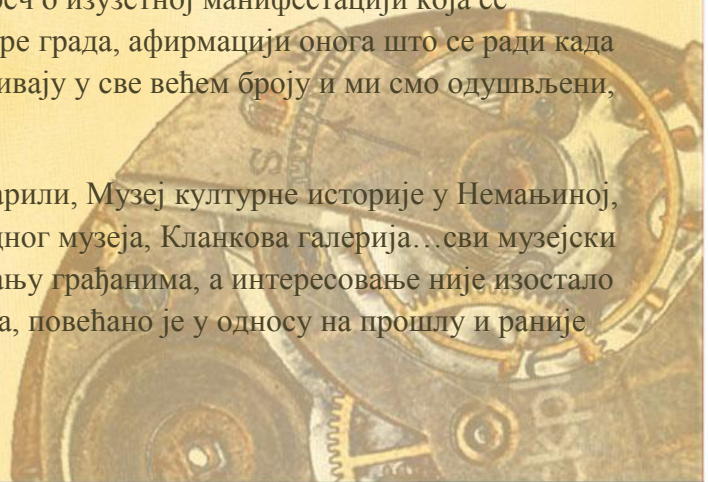 реч о изузетној манифестацији која се
ре града, афирмацији онога што се ради када
ивају у све већем броју и ми смо одушвљени,
арили, Музеј културне историје у Немањиној,
дног музеја, Кланкова галерија…сви музејски
ању грађанима, а интересовање није изостало
а, повећано је у односу на прошлу и раније
S